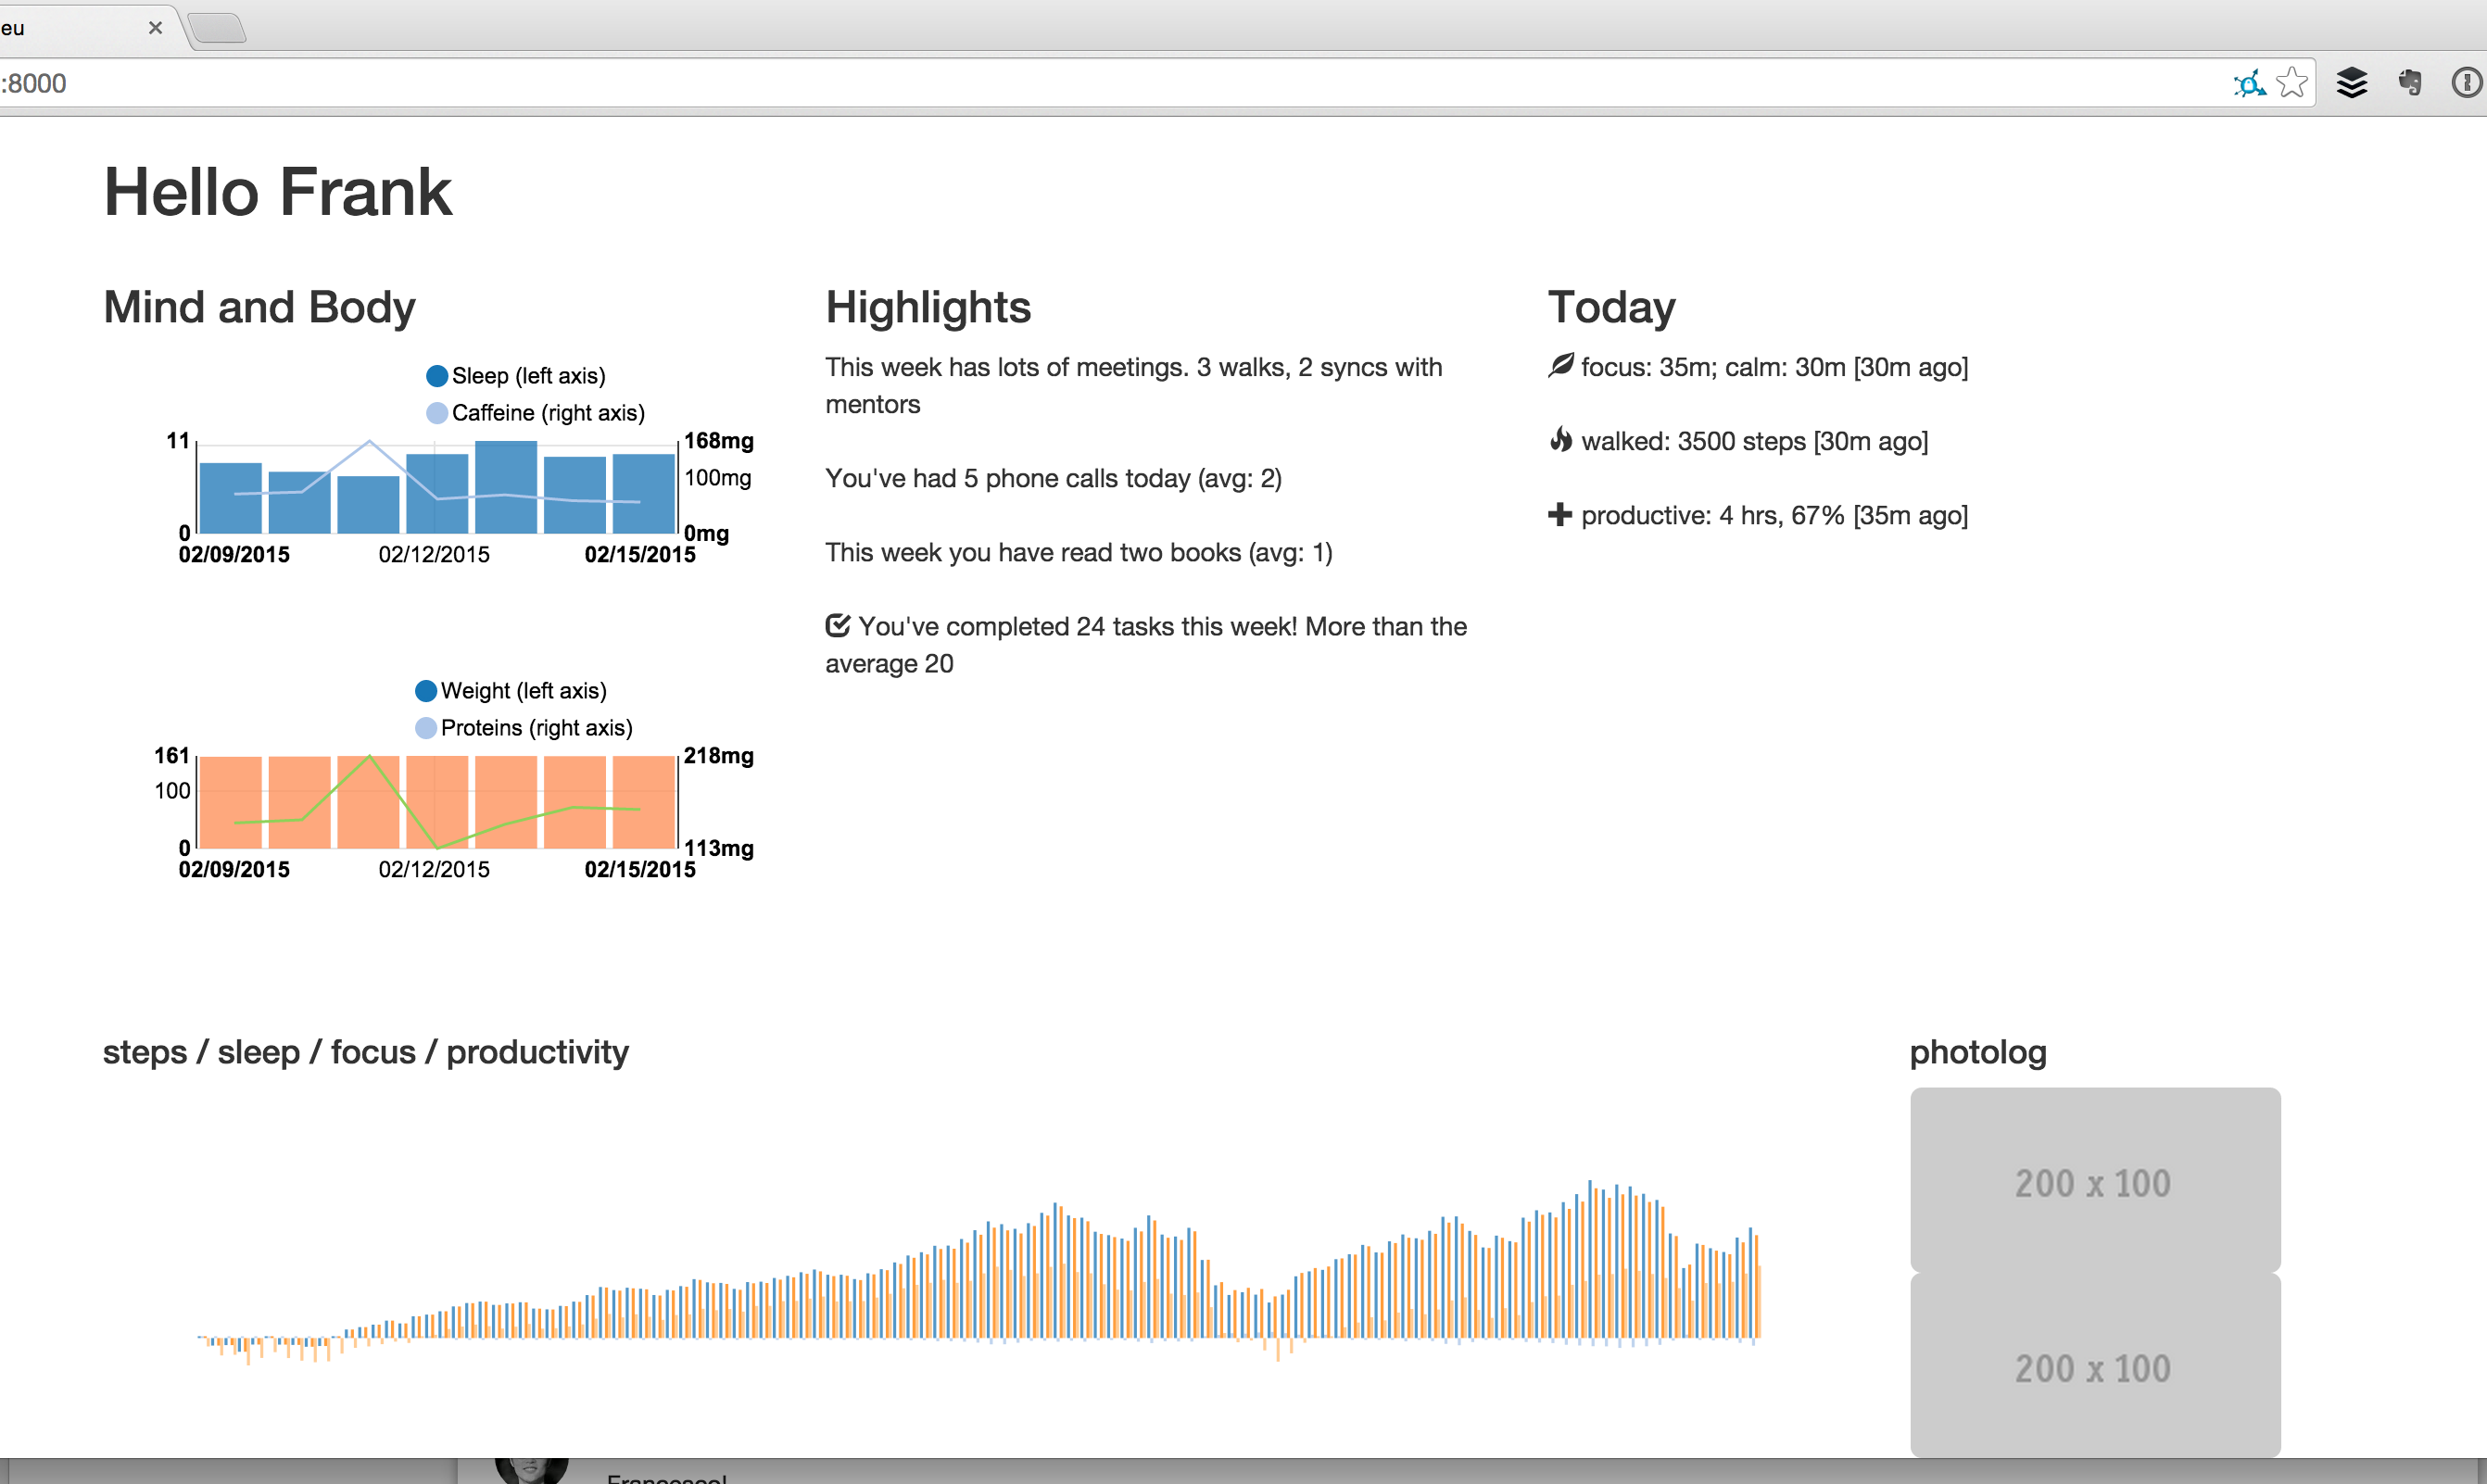 eu
:8000
Hello Frank
Mind and Body
Sleep (left axis)
Caffeine (right axis)
11
168mg
100mg
0
0mg
02/09/2015
02/12/2015
02/15/2015
Weight (left axis)
Proteins (right axis)
161
218mg
100
0
113mg
02/09/2015
02/12/2015
02/15/2015
Highlights
This week has lots of meetings. 3 walks, 2 syncs with
mentors
You've had 5 phone calls today (avg: 2)
This week you have read two books (avg: 1)
You've completed 24 tasks this week! More than the
average 20
Today
focus: 35m; calm: 30m [30m ago]
walked: 3500 steps [30m ago]
productive: 4 hrs, 67% [35m ago]
steps / sleep / focus / productivity
photolog
200 x 100
200 x 100